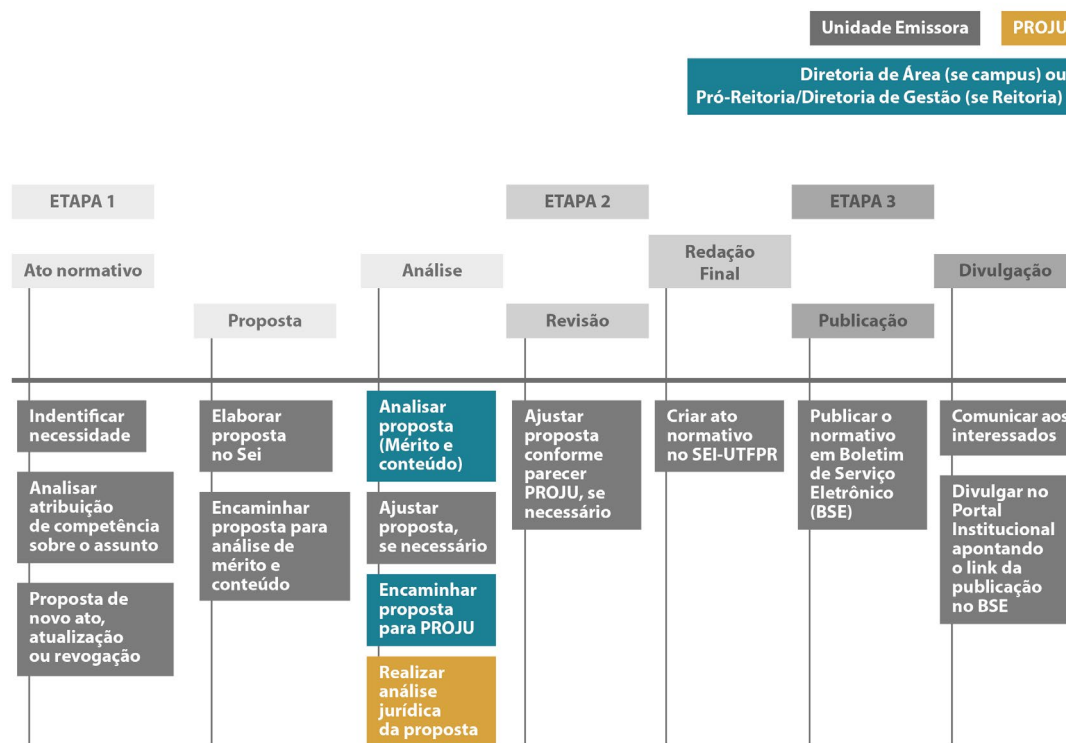 Unidade Emissora
PROJU
Diretoria de Área (se campus) ou
Pró-Reitoria/Diretoria de Gestão (se Reitoria)
ETAPA 1
ETAPA 2
ETAPA 3
Ato normativo
Análise
Redação
Final
Divulgação
Proposta
Revisão
Publicação
Indentificar
necessidade
Analisar
atribuição
de competência
sobre o assunto
Proposta de
novo ato,
atualização
ou revogação
Elaborar
proposta
no Sei
Encaminhar
proposta para
análise de
mérito e
conteúdo
Analisar
proposta
(Mérito e
conteúdo)
Ajustar
proposta,
se necessário
Encaminhar
proposta
para PROJU
Realizar
análise
jurídica
da proposta
Ajustar
proposta
conforme
parecer
PROJU, se
necessário
Criar ato
normativo
no SEI-UTFPR
Publicar o
normativo
em Boletim
de Serviço
Eletrônico
(BSE)
Comunicar aos
interessados
Divulgar no
Portal
Institucional
apontando
o link da
publicação
no BSE